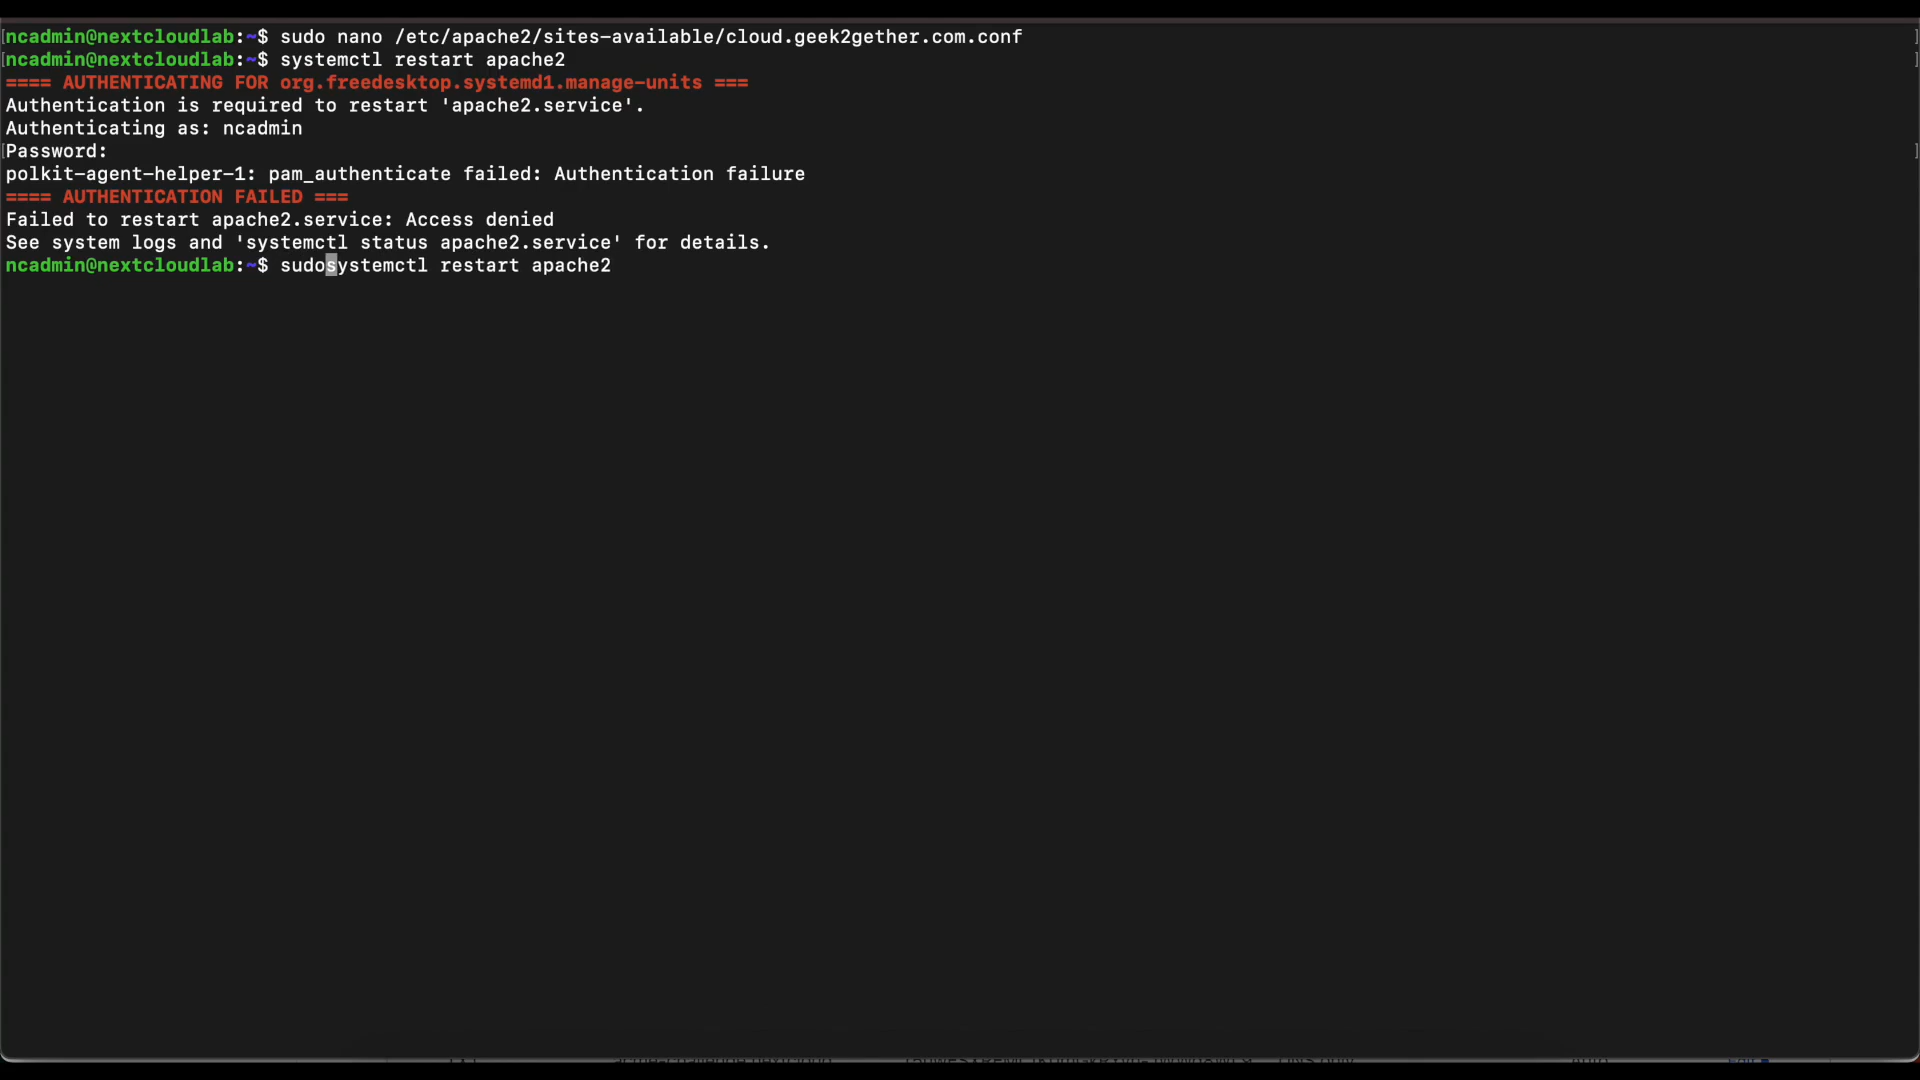 ncadmin@nextcloudlab:~$ sudo nano /etc/apache2/sites-available/cloud.geek2gether.com.conf
ncadmin@nextcloudlab:~$ systemctl restart apache2
==== AUTHENTICATING FOR org.freedesktop.systemd1.manage-units ===
Authentication is required to restart 'apache2.service'.
Authenticating as: ncadmin
Password:
polkit-agent-helper-1: pam_authenticate failed: Authentication failure
==== AUTHENTICATION FAILED ===
Failed to restart apache2.service: Access denied
See system logs and 'systemctl status apache2.service' for details.
ncadmin@nextcloudlab:~$ sudosystemctl restart apache2